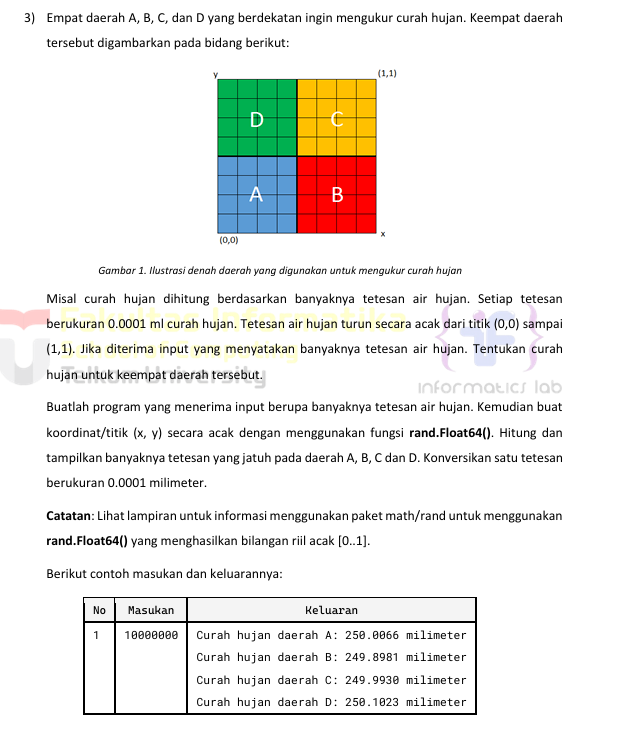 3) Empat daerah A, B, C, dan D yang berdekatan ingin mengukur curah hujan. Keempat daerah
tersebut digambarkan pada bidang berikut:
y
(1,1)
D
C
A
B
(0,0)
x
Gambar 1. Ilustrasi denah daerah yang digunakan untuk mengukur curah hujan
Misal curah hujan dihitung berdasarkan banyaknya tetesan air hujan. Setiap tetesan
berukuran 0.0001 ml curah hujan. Tetesan air hujan turun secara acak dari titik (0,0) sampai
(1,1). Jika diterima input yang menyatakan banyaknya tetesan air hujan. Tentukan curah
hujan untuk keempat daerah tersebut.
Telkom University
informatics lab
Buatlah program yang menerima input berupa banyaknya tetesan air hujan. Kemudian buat
koordinat/titik (x, y) secara acak dengan menggunakan fungsi rand.Float64(). Hitung dan
tampilkan banyaknya tetesan yang jatuh pada daerah A, B, C dan D. Konversikan satu tetesan
berukuran 0.0001 milimeter.
Catatan: Lihat lampiran untuk informasi menggunakan paket math/rand untuk menggunakan
rand.Float64() yang menghasilkan bilangan riil acak [0..1].
Berikut contoh masukan dan keluarannya:
No Masukan Keluaran
1 10000000 Curah hujan daerah A: 250.0066 milimeter
Curah hujan daerah B: 249.8981 milimeter
Curah hujan daerah C: 249.9930 milimeter
Curah hujan daerah D: 250.1023 milimeter